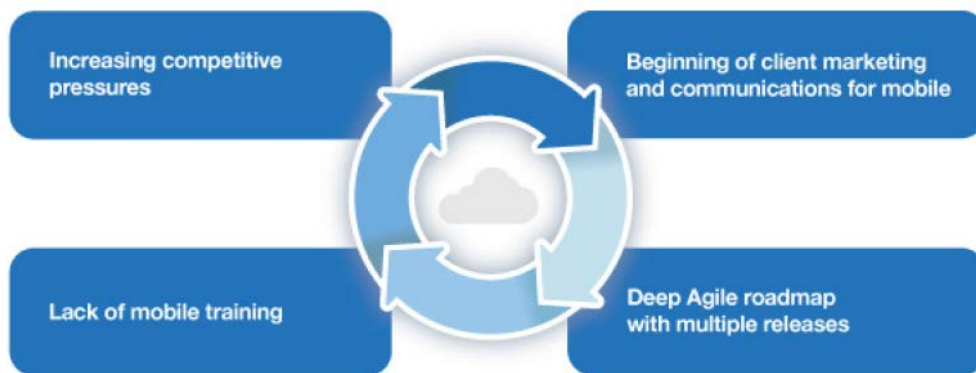 Increasing competitive
pressures
Beginning of client marketing
and communications for mobile
Lack of mobile training
Deep Agile roadmap
with multiple releases